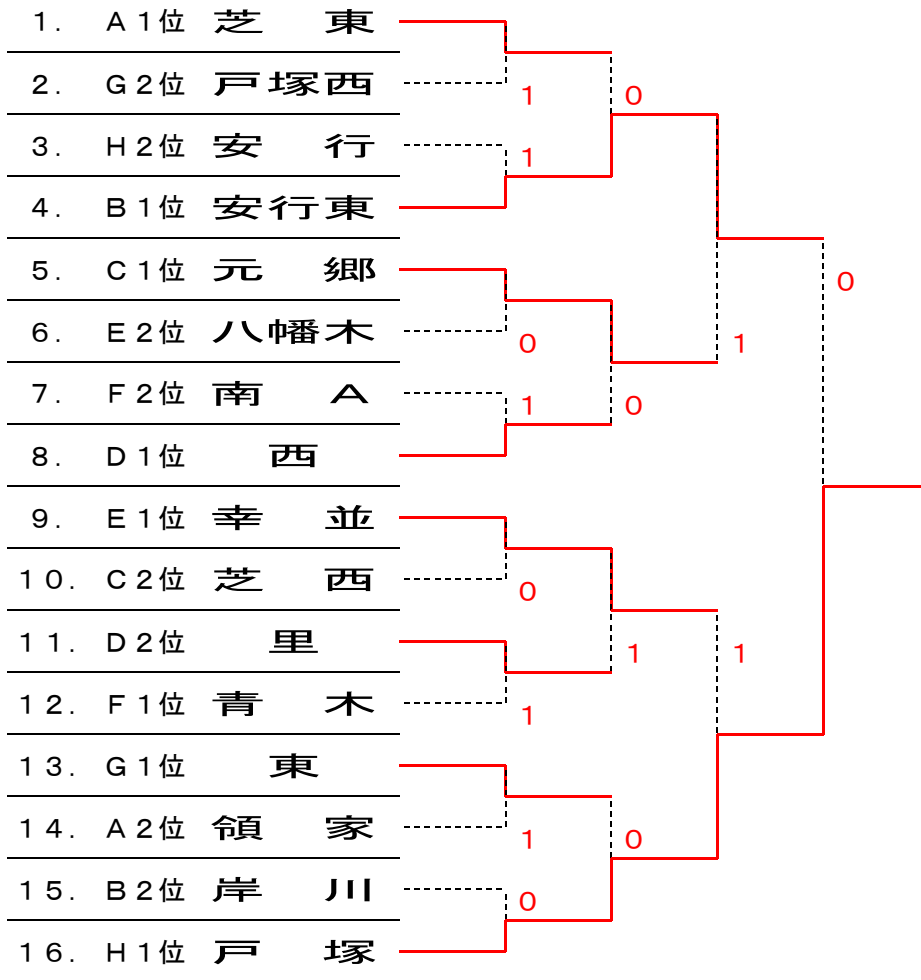 １． Ａ１位 芝　東
２． Ｇ２位 戸塚西
1 0
３． Ｈ２位 安　行
1
４． Ｂ１位 安行東
５． Ｃ１位 元　郷
0
６． Ｅ２位 八幡木
0 1
７． Ｆ２位 南　Ａ
1 0
８． Ｄ１位 西
９． Ｅ１位 幸　並
１０． Ｃ２位 芝　西
0
１１． Ｄ２位 里
1 1
１２． Ｆ１位 青　木
1
１３． Ｇ１位 東
１４． Ａ２位 領　家
1 0
１５． Ｂ２位 岸　川
0
１６． Ｈ１位 戸　塚